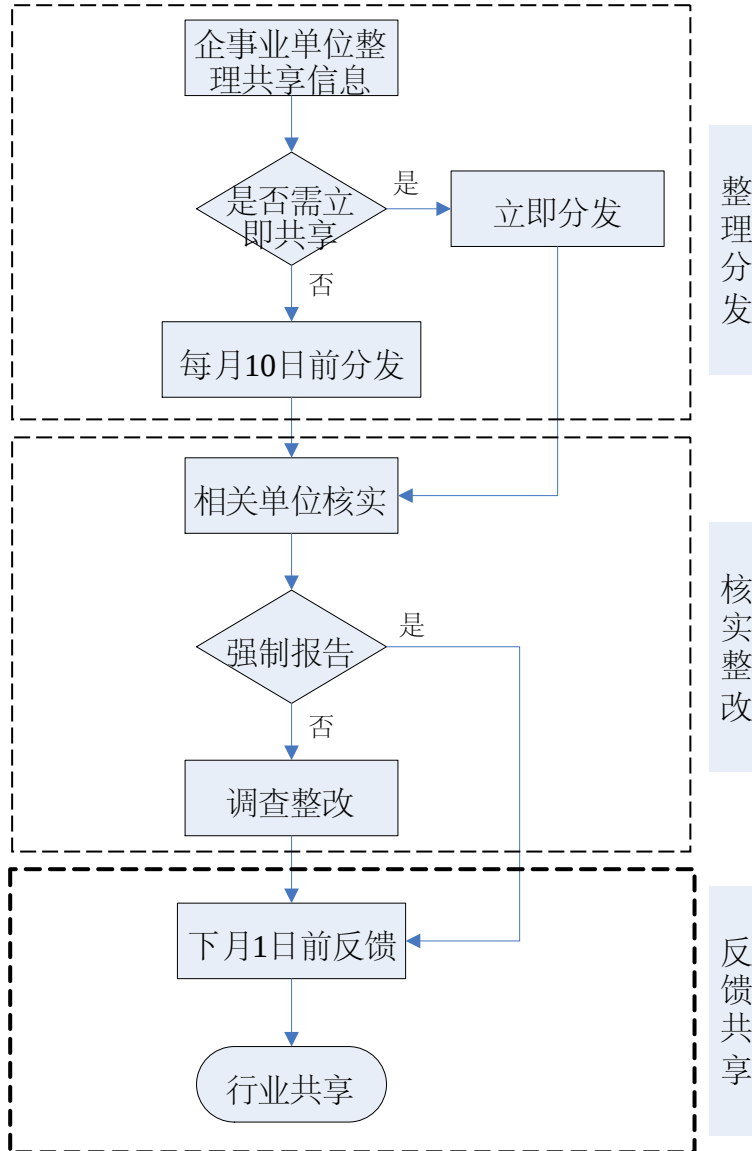 企事业单位整
理共享信息
是否需立
即共享
是
立即分发
否
每月10日前分发
整
理
分
发
相关单位核实
强制报告
是
否
调查整改
核
实
整
改
下月1日前反馈
行业共享
反
馈
共
享